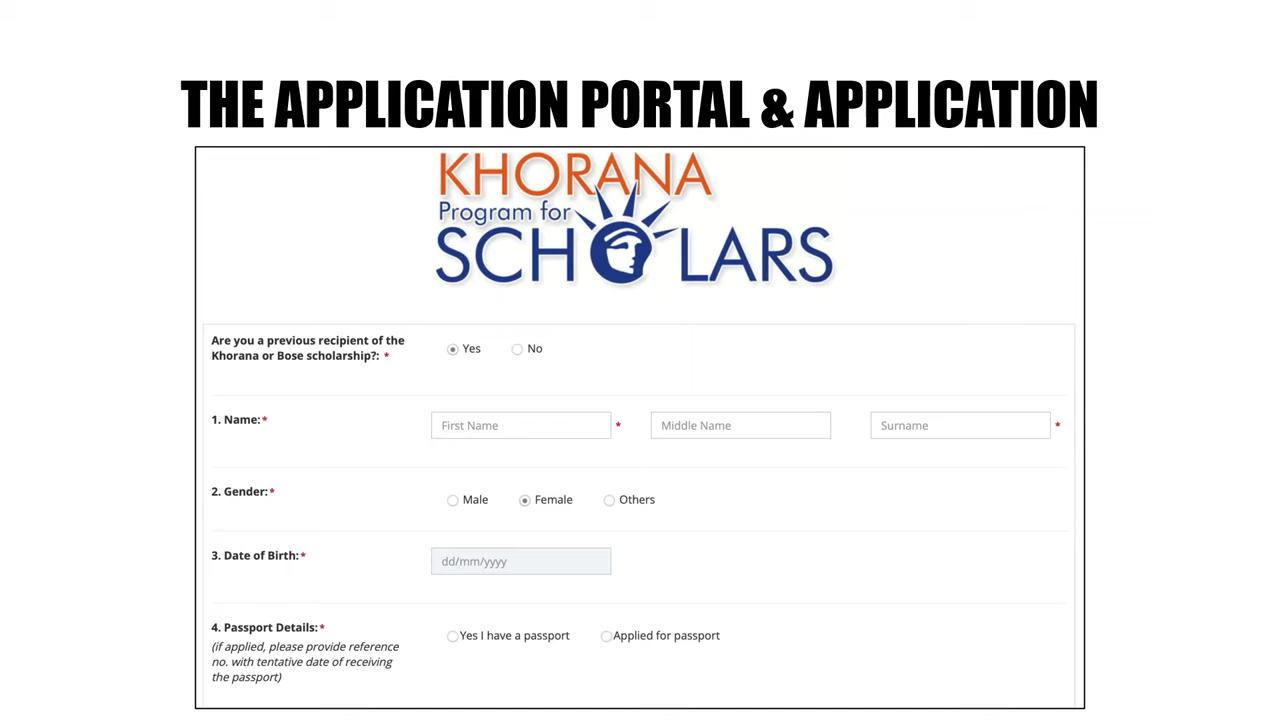 THE APPLICATION PORTAL & APPLICATION
KHORANA
Program for
SCHOLARS
Are you a previous recipient of the
Khorana or Bose scholarship?: *
Yes No
1. Name:*
First Name * Middle Name Surname *
2. Gender:*
Male Female Others
3. Date of Birth:*
dd/mm/yyyy
4. Passport Details:*
Yes I have a passport Applied for passport
(if applied, please provide reference
no. with tentative date of receiving
the passport)